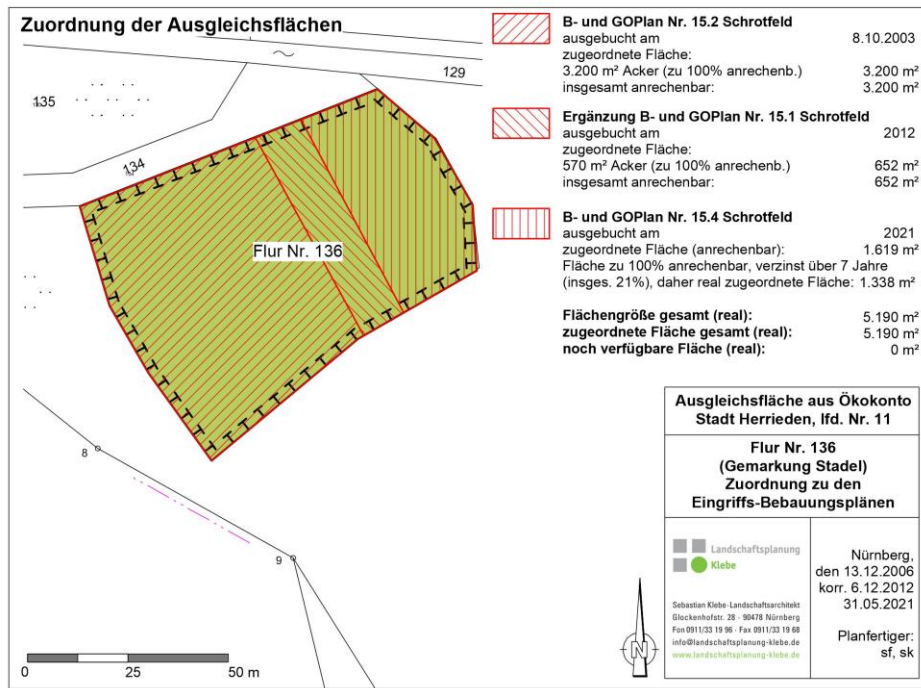 Zuordnung der Ausgleichsflächen
129
135
134
Flur Nr. 136
8
9
0 25 50 m
B- und GOPlan Nr. 15.2 Schrotfeld
ausgebucht am 8.10.2003
zugeordnete Fläche:
3.200 m² Acker (zu 100% anrechenb.) 3.200 m²
insgesamt anrechenbar: 3.200 m²
Ergänzung B- und GOPlan Nr. 15.1 Schrotfeld
ausgebucht am 2012
zugeordnete Fläche:
570 m² Acker (zu 100% anrechenb.) 652 m²
insgesamt anrechenbar: 652 m²
B- und GOPlan Nr. 15.4 Schrotfeld
ausgebucht am 2021
zugeordnete Fläche (anrechenbar): 1.619 m²
Fläche zu 100% anrechenbar, verzinst über 7 Jahre
(insges. 21%), daher real zugeordnete Fläche: 1.338 m²
Flächengröße gesamt (real): 5.190 m²
zugeordnete Fläche gesamt (real): 5.190 m²
noch verfügbare Fläche (real): 0 m²
Ausgleichsfläche aus Ökokonto
Stadt Herrieden, lfd. Nr. 11
Flur Nr. 136
(Gemarkung Stadel)
Zuordnung zu den
Eingriffs-Bebauungsplänen
Landschaftsplanung
Klebe
Sebastian Klebe·Landschaftsarchitekt
Glockenhofstr. 28 · 90478 Nürnberg
Fon 0911/33 19 96 · Fax 0911/33 19 68
info@landschaftsplanung-klebe.de
www.landschaftsplanung-klebe.de
Nürnberg,
den 13.12.2006
korr. 6.12.2012
31.05.2021
Planfertiger:
sf, sk
N